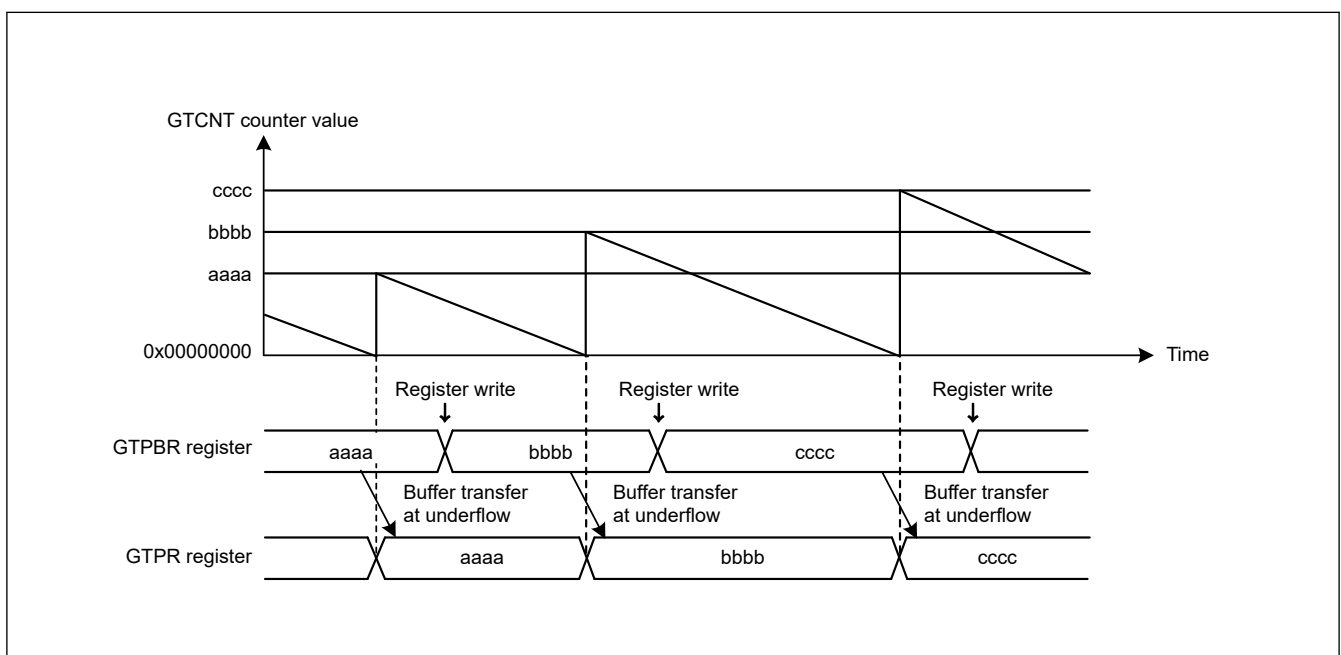 GTCNT counter value
cccc
bbbb
aaaa
0x00000000
Time
Register write
Register write
Register write
GTPBR register
aaaa
bbbb
cccc
Buffer transfer
at underflow
Buffer transfer
at underflow
Buffer transfer
at underflow
GTPR register
aaaa
bbbb
cccc